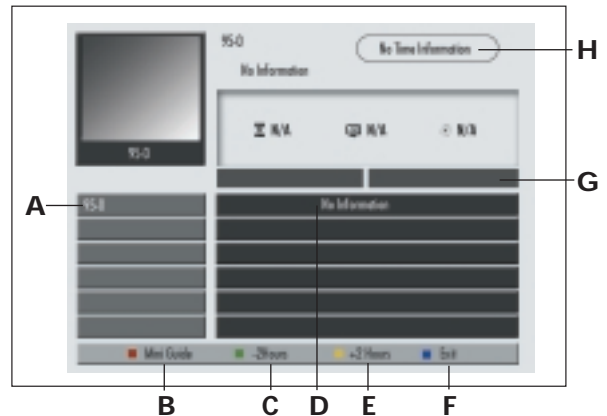 95-0
No Time Information
H
No Information
N/A
N/A
N/A
95-0
G
A
95-0
No Information
Mini Guide
-2Hours
+2 Hours
Exit
B
C
D
E
F